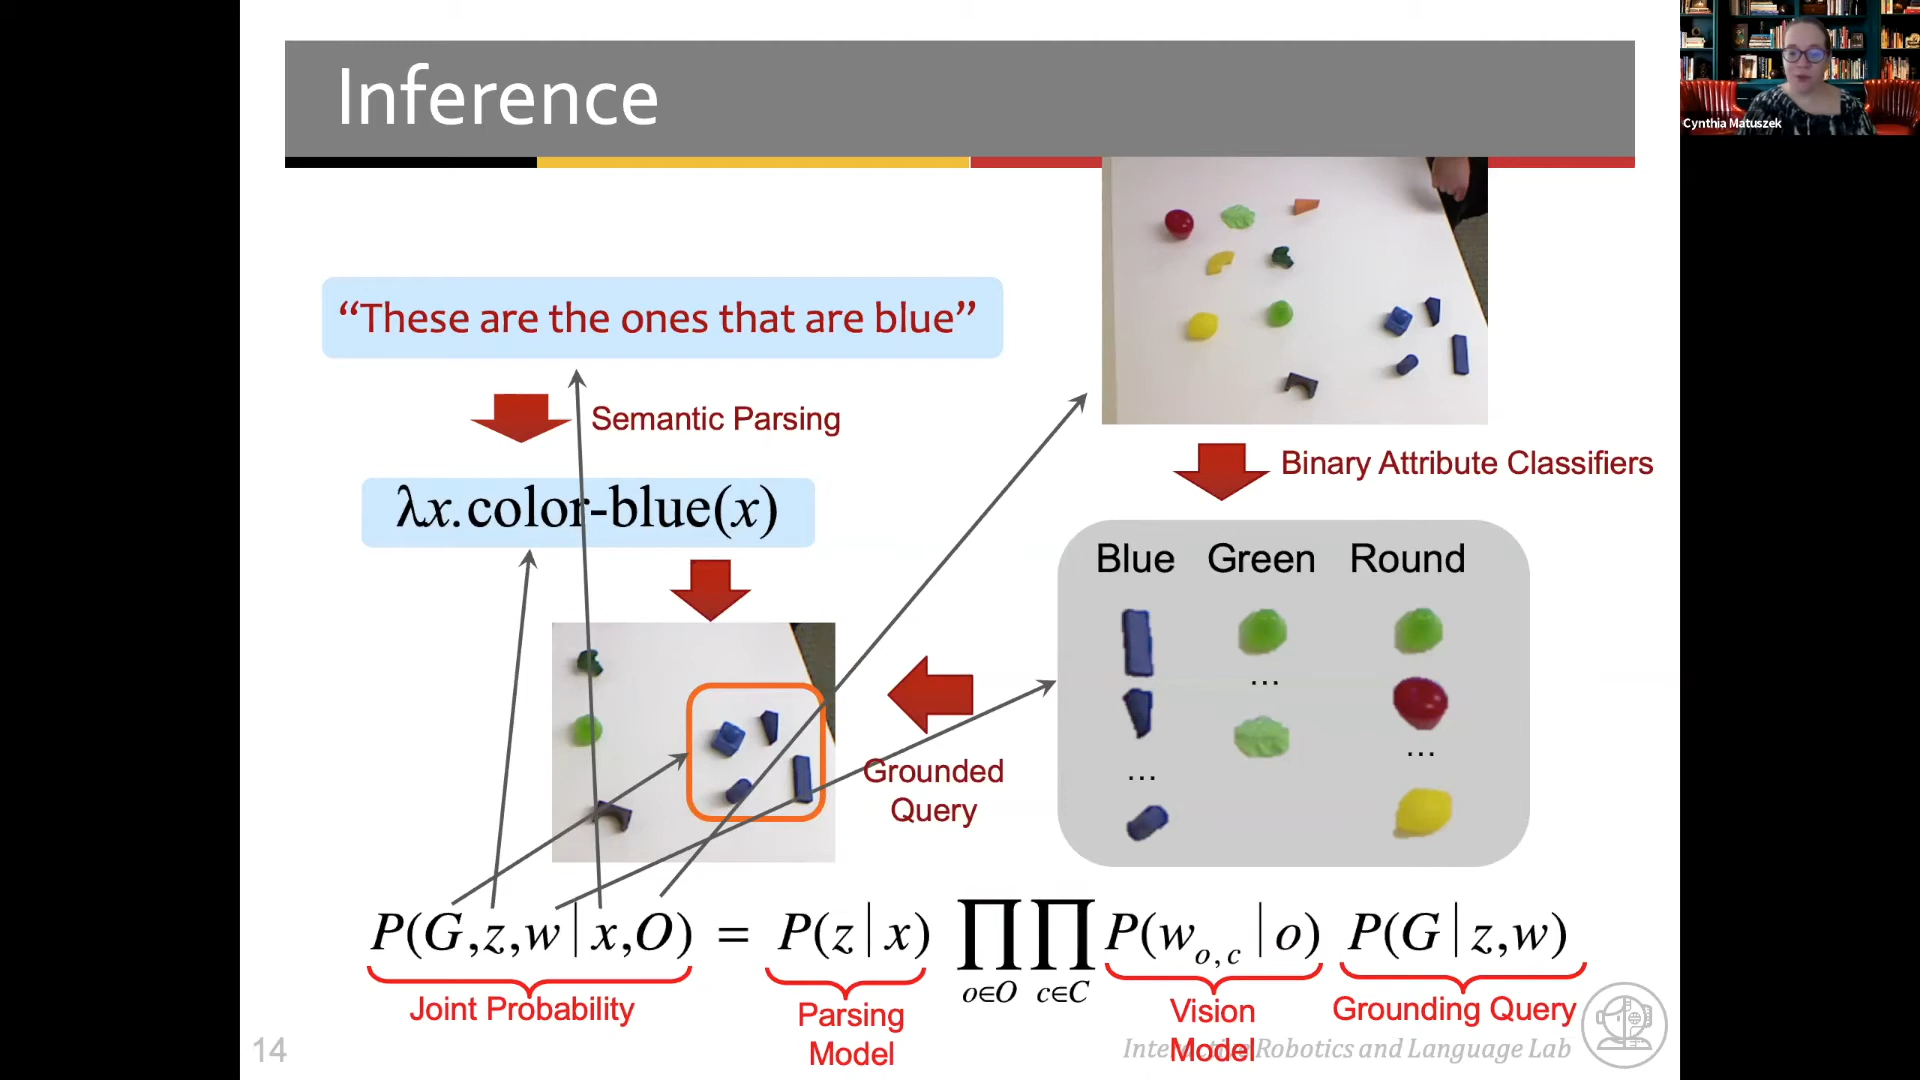 Inference
Cynthia Matuszek
“These are the ones that are blue”
Semantic Parsing
λx.color-blue(x)
Binary Attribute Classifiers
Blue Green Round
...
...
...
Grounded
Query
P(G,z,w|x,O) = P(z|x) ∏o∈O ∏c∈C P(wo,c|o) P(G|z,w)
Joint Probability
Parsing
Model
Vision
Model
Grounding Query
14
Interactive Robotics and Language Lab